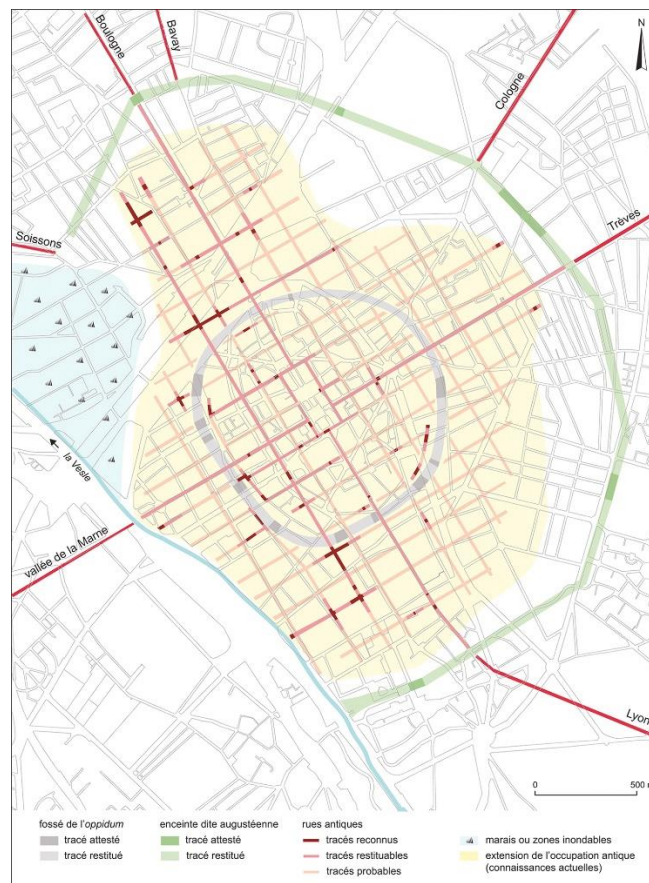 Boulogne
Bavay
N
Cologne
Trèves
Soissons
la Vesle
vallée de la Marne
Lyon
0 500 m
fossé de l'oppidum
tracé attesté
tracé restitué
enceinte dite augustéenne
tracé attesté
tracé restitué
rues antiques
tracés reconnus
tracés restituables
tracés probables
marais ou zones inondables
extension de l'occupation antique
(connaissances actuelles)